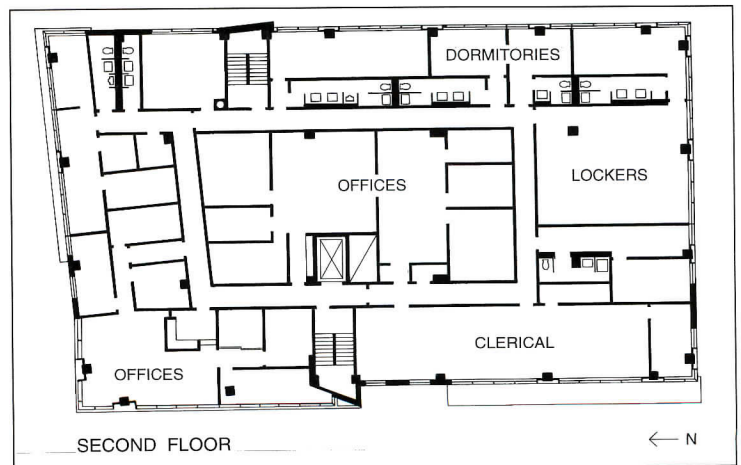 DORMITORIES
OFFICES
LOCKERS
CLERICAL
OFFICES
SECOND FLOOR
N